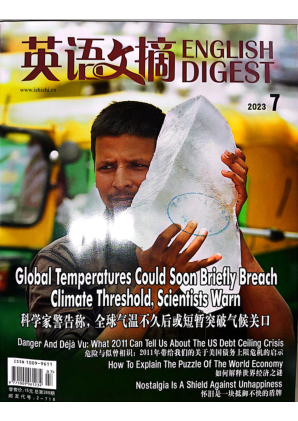 英语文摘 ENGLISH DIGEST
www.ishizhi.cn
2023 7
Global Temperatures Could Soon Briefly Breach
Climate Threshold, Scientists Warn
科学家警告称，全球气温不久后或短暂突破气候关口
Danger And Déjà Vu: What 2011 Can Tell Us About The US Debt Ceiling Crisis
危险与似曾相识：2011年带给我们的关于美国债务上限危机的启示
How To Explain The Puzzle Of The World Economy
如何解释世界经济之谜
Nostalgia Is A Shield Against Unhappiness
怀旧是一块抵御不快的盾牌
ISSN 1009-9611